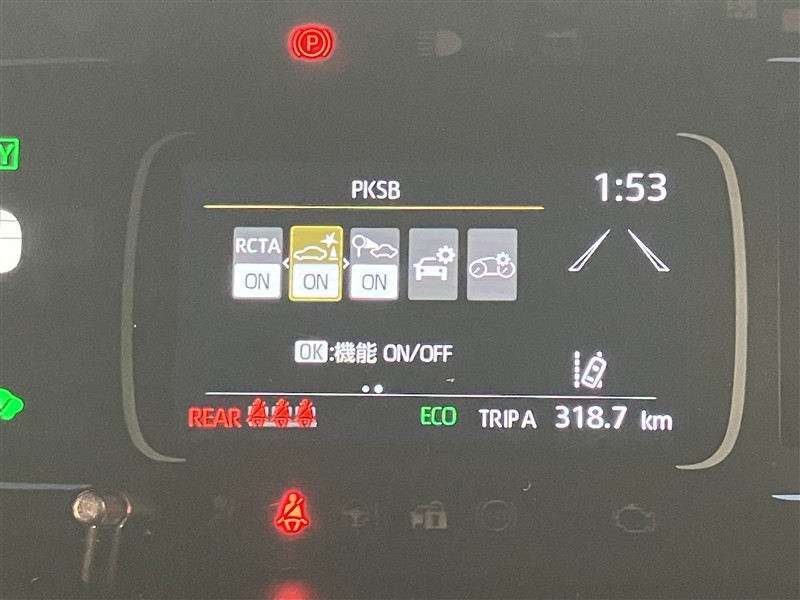 P
Y
PKSB
1:53
RCTA
ON
ON
ON
OK:機能 ON/OFF
REAR
ECO
TRIP A 318.7 km